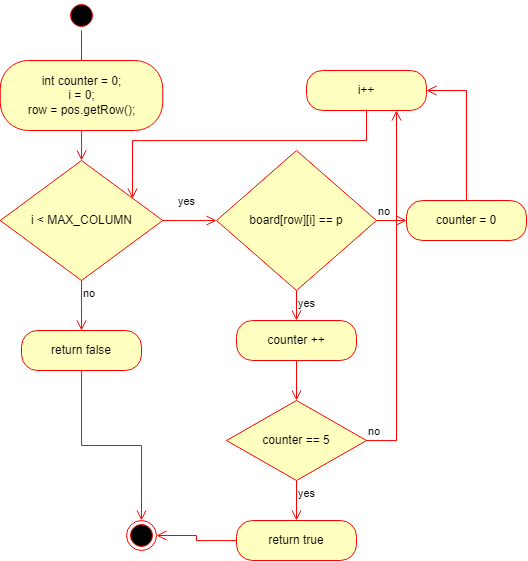 int counter = 0;
i = 0;
row = pos.getRow();
i++
i < MAX_COLUMN
yes
board[row][i] == p
no
counter = 0
no
yes
return false
counter ++
counter == 5
no
yes
return true